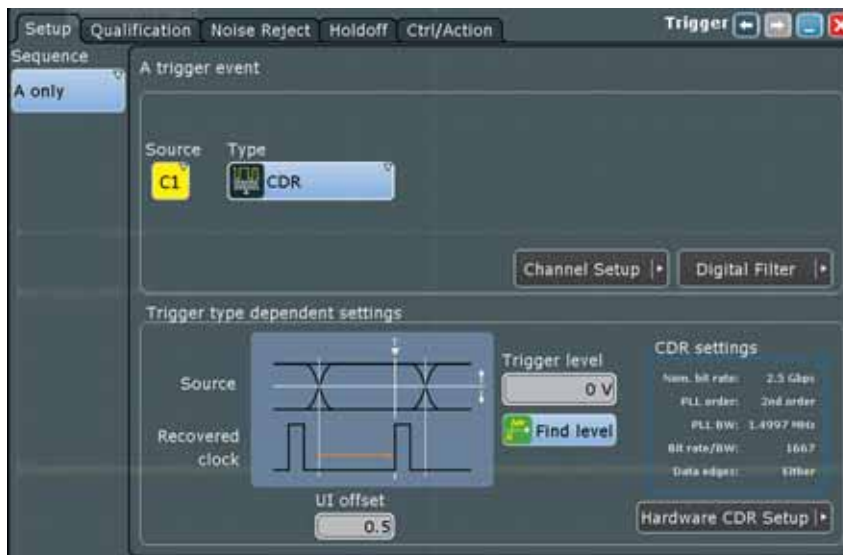 Setup Qualification Noise Reject Holdoff Ctrl/Action Trigger
Sequence
A only
A trigger event
Source Type
C1 CDR
Channel Setup Digital Filter
Trigger type dependent settings
T
Source
Recovered
clock
UI offset
0.5
Trigger level
0 V
Find level
CDR settings
Nom. bit rate: 2.5 Gbps
PLL order: 2nd order
PLL BW: 1.4997 MHz
Bit rate/BW: 1667
Data edges: Either
Hardware CDR Setup